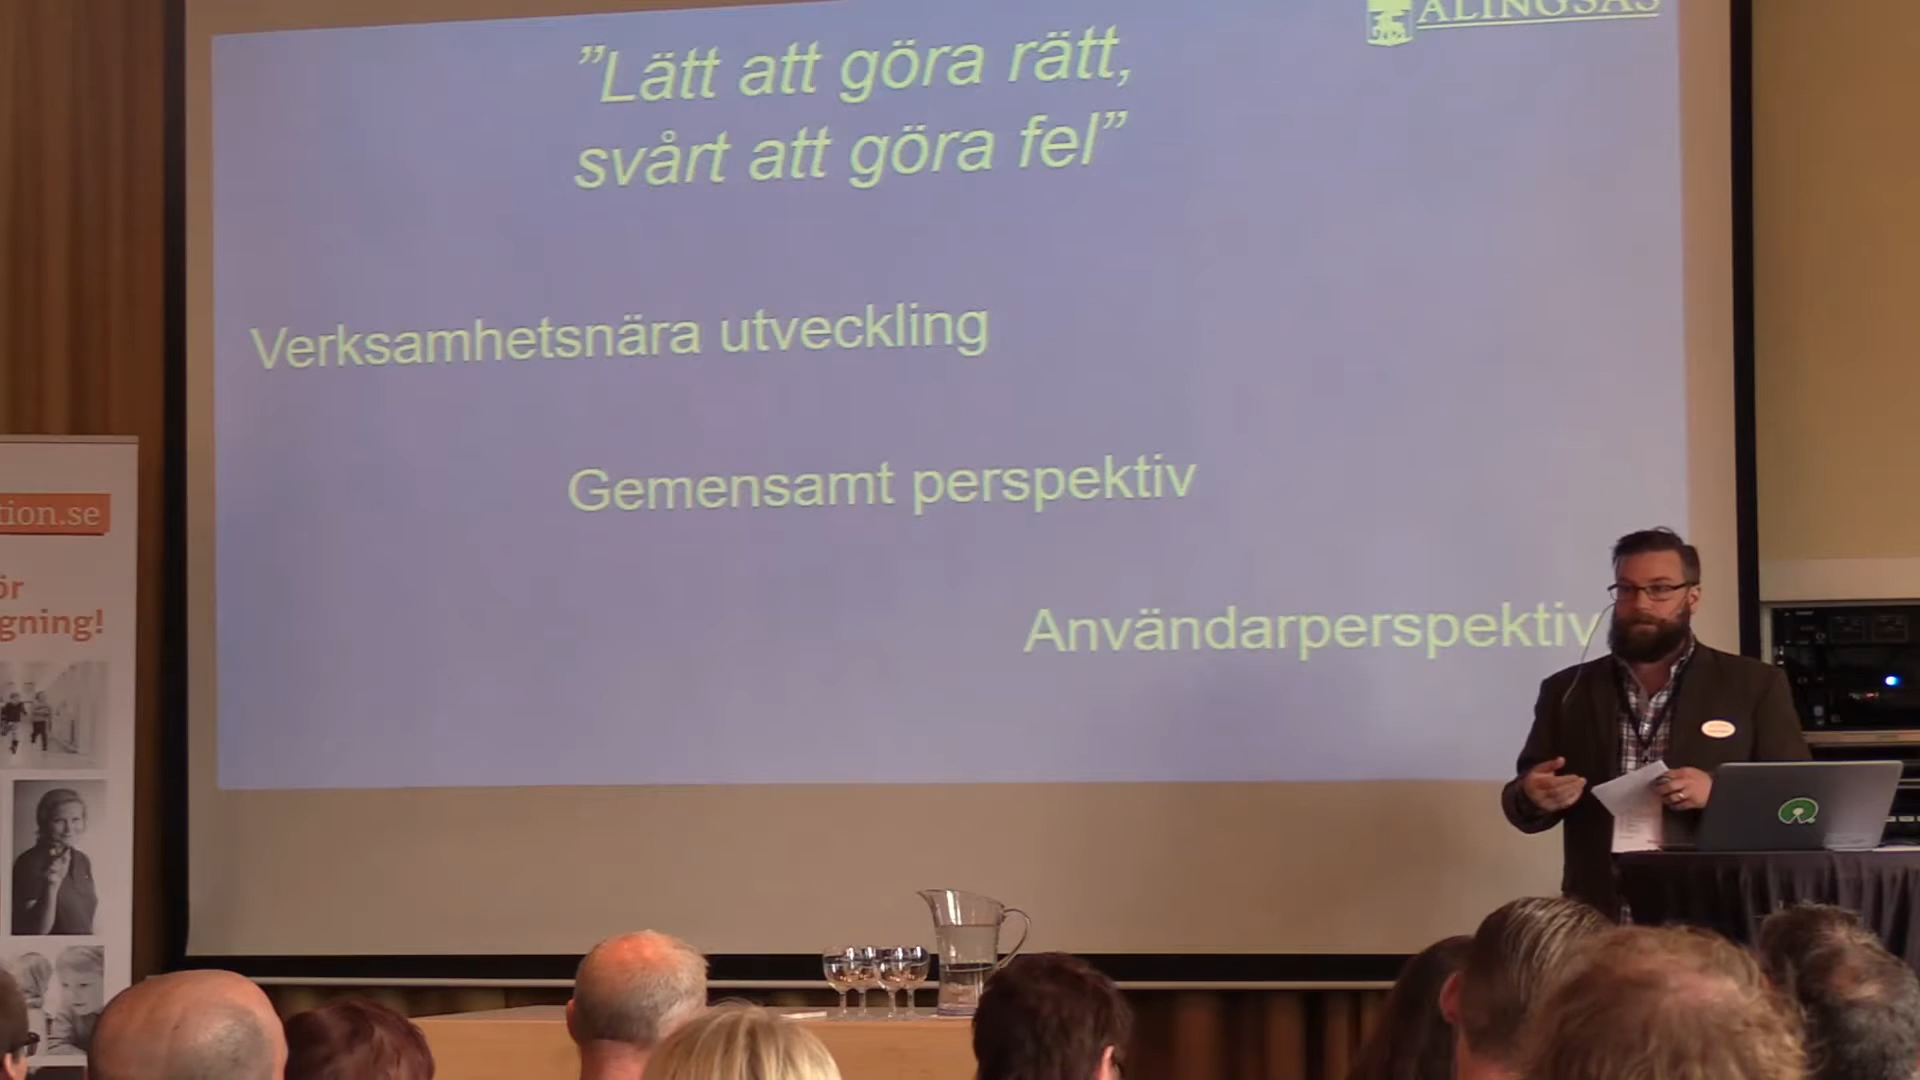 ALINGSÅS
”Lätt att göra rätt,
svårt att göra fel”
Verksamhetsnära utveckling
Gemensamt perspektiv
Användarperspektiv
tion.se
ör
gning!